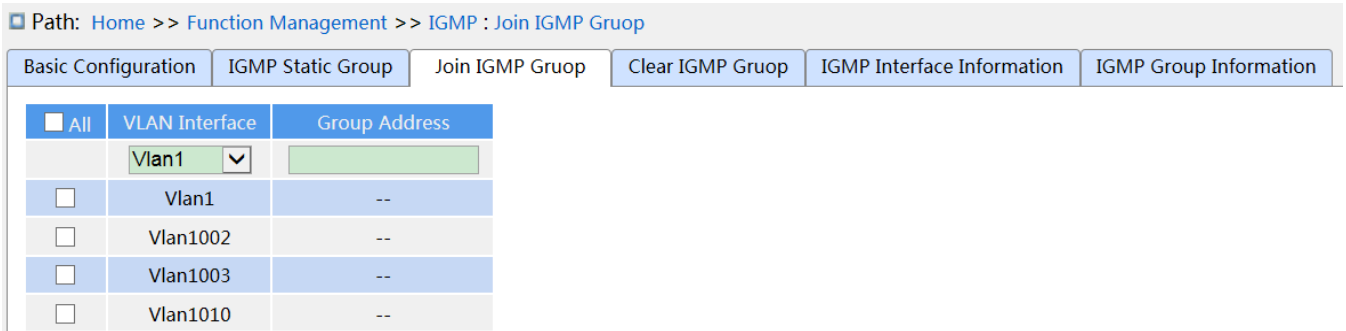 Path: Home >> Function Management >> IGMP : Join IGMP Gruop
Basic Configuration IGMP Static Group Join IGMP Gruop Clear IGMP Gruop IGMP Interface Information IGMP Group Information
All VLAN Interface Group Address
Vlan1
Vlan1 --
Vlan1002 --
Vlan1003 --
Vlan1010 --